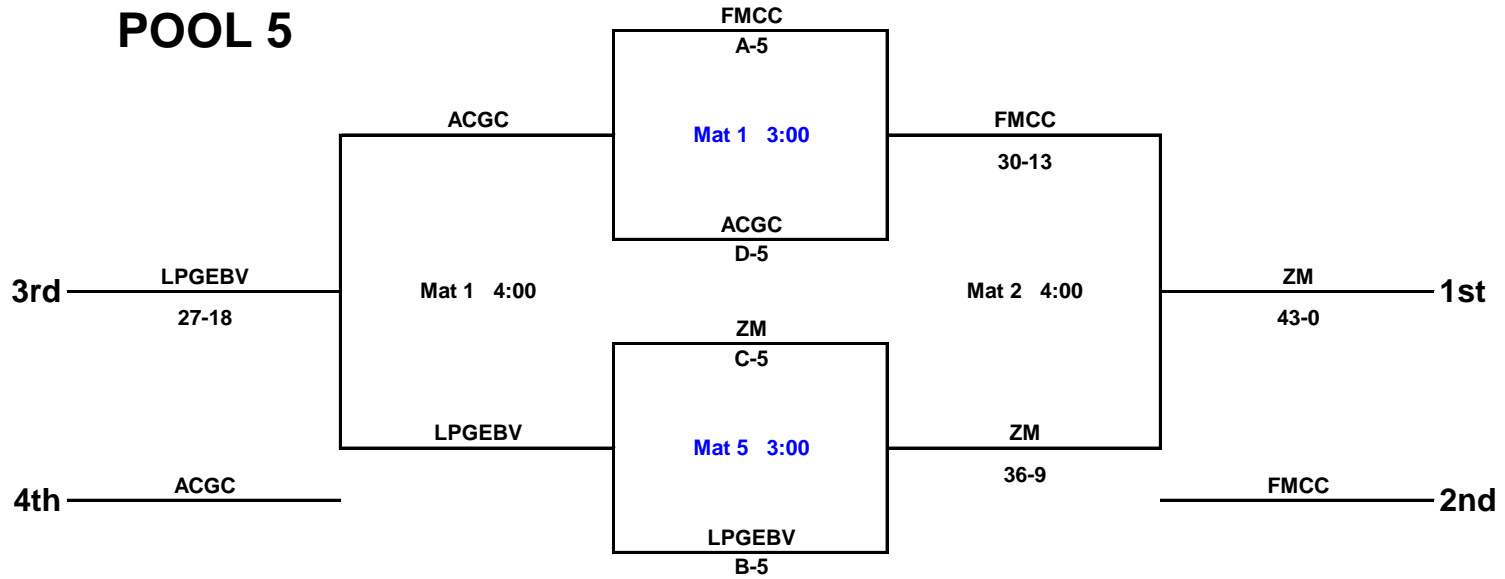 POOL 5
FMCC
A-5
ACGC
Mat 1 3:00
FMCC
30-13
ACGC
D-5
3rd
LPGEBV
27-18
Mat 1 4:00
Mat 2 4:00
ZM
43-0
1st
ZM
C-5
LPGEBV
Mat 5 3:00
ZM
36-9
4th
ACGC
FMCC
2nd
LPGEBV
B-5